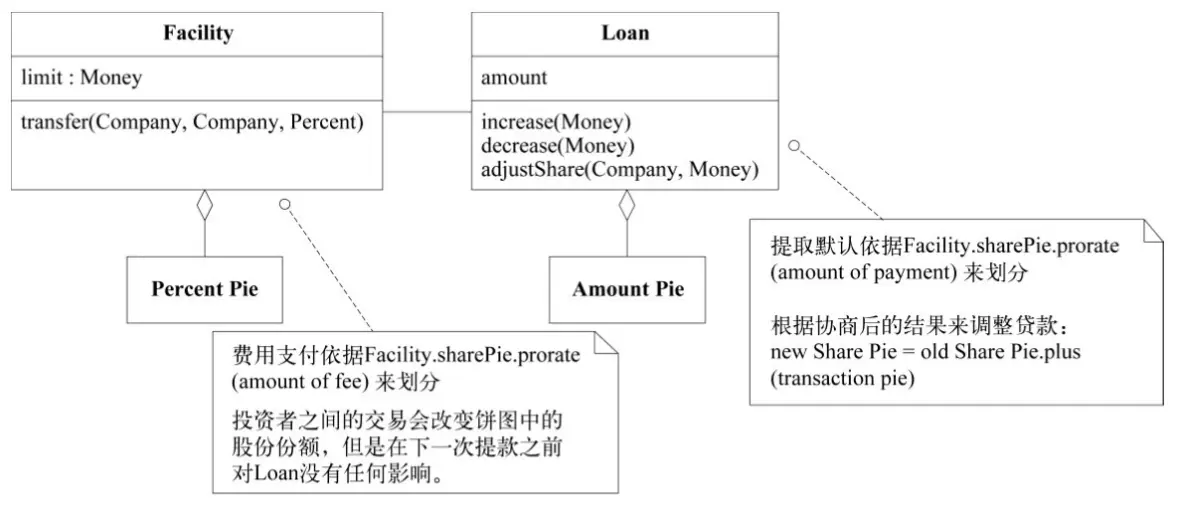 Facility
limit : Money
transfer(Company, Company, Percent)
Loan
amount
increase(Money)
decrease(Money)
adjustShare(Company, Money)
Percent Pie
Amount Pie
费用支付依据Facility.sharePie.prorate
(amount of fee) 来划分
投资者之间的交易会改变饼图中的
股份份额，但是在下一次提款之前
对Loan没有任何影响。
提取默认依据Facility.sharePie.prorate
(amount of payment) 来划分
根据协商后的结果来调整贷款：
new Share Pie = old Share Pie.plus
(transaction pie)